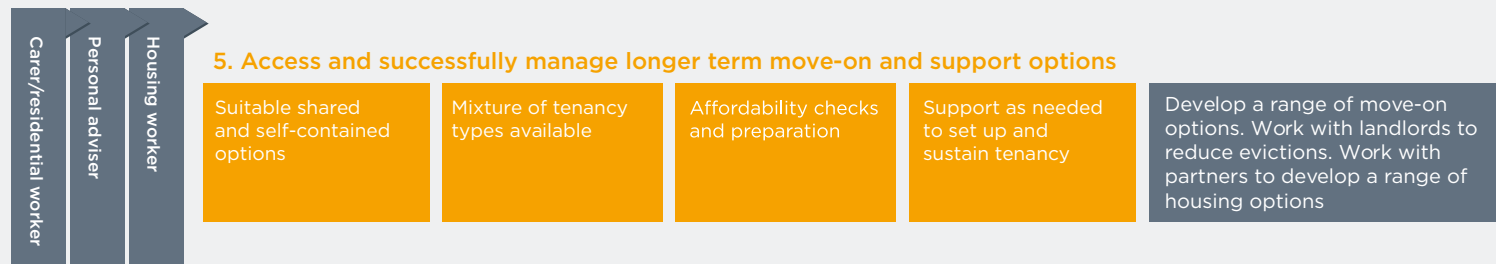 Carer/residential worker
Personal adviser
Housing worker
5. Access and successfully manage longer term move-on and support options
Suitable shared
and self-contained
options
Mixture of tenancy
types available
Affordability checks
and preparation
Support as needed
to set up and
sustain tenancy
Develop a range of move-on
options. Work with landlords to
reduce evictions. Work with
partners to develop a range of
housing options